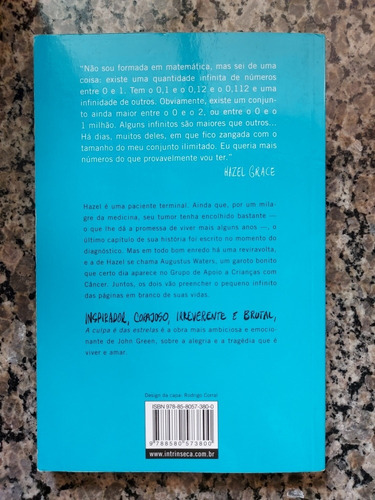 "Não sou formada em matemática, mas sei de uma
coisa: existe uma quantidade infinita de números
entre 0 e 1. Tem o 0,1 e o 0,12 e o 0,112 e uma
infinidade de outros. Obviamente, existe um conjun-
to ainda maior entre o 0 e o 2, ou entre o 0 e o
1 milhão. Alguns infinitos são maiores que outros...
Há dias, muitos deles, em que fico zangada com o
tamanho do meu conjunto ilimitado. Eu queria mais
números do que provavelmente vou ter."
HAZEL GRACE
Hazel é uma paciente terminal. Ainda que, por um mila-
gre da medicina, seu tumor tenha encolhido bastante —
o que lhe dá a promessa de viver mais alguns anos —, o
último capítulo de sua história foi escrito no momento do
diagnóstico. Mas em todo bom enredo há uma reviravolta,
e a de Hazel se chama Augustus Waters, um garoto bonito
que certo dia aparece no Grupo de Apoio a Crianças com
Câncer. Juntos, os dois vão preencher o pequeno infinito
das páginas em branco de suas vidas.
INSPIRADOR, CORAJOSO, IRREVERENTE E BRUTAL,
A culpa é das estrelas é a obra mais ambiciosa e emocio-
nante de John Green, sobre a alegria e a tragédia que é
viver e amar.
Design de capa: Rodrigo Corral
ISBN 978-85-8057-380-0
9 788580 573800
www.intrinseca.com.br